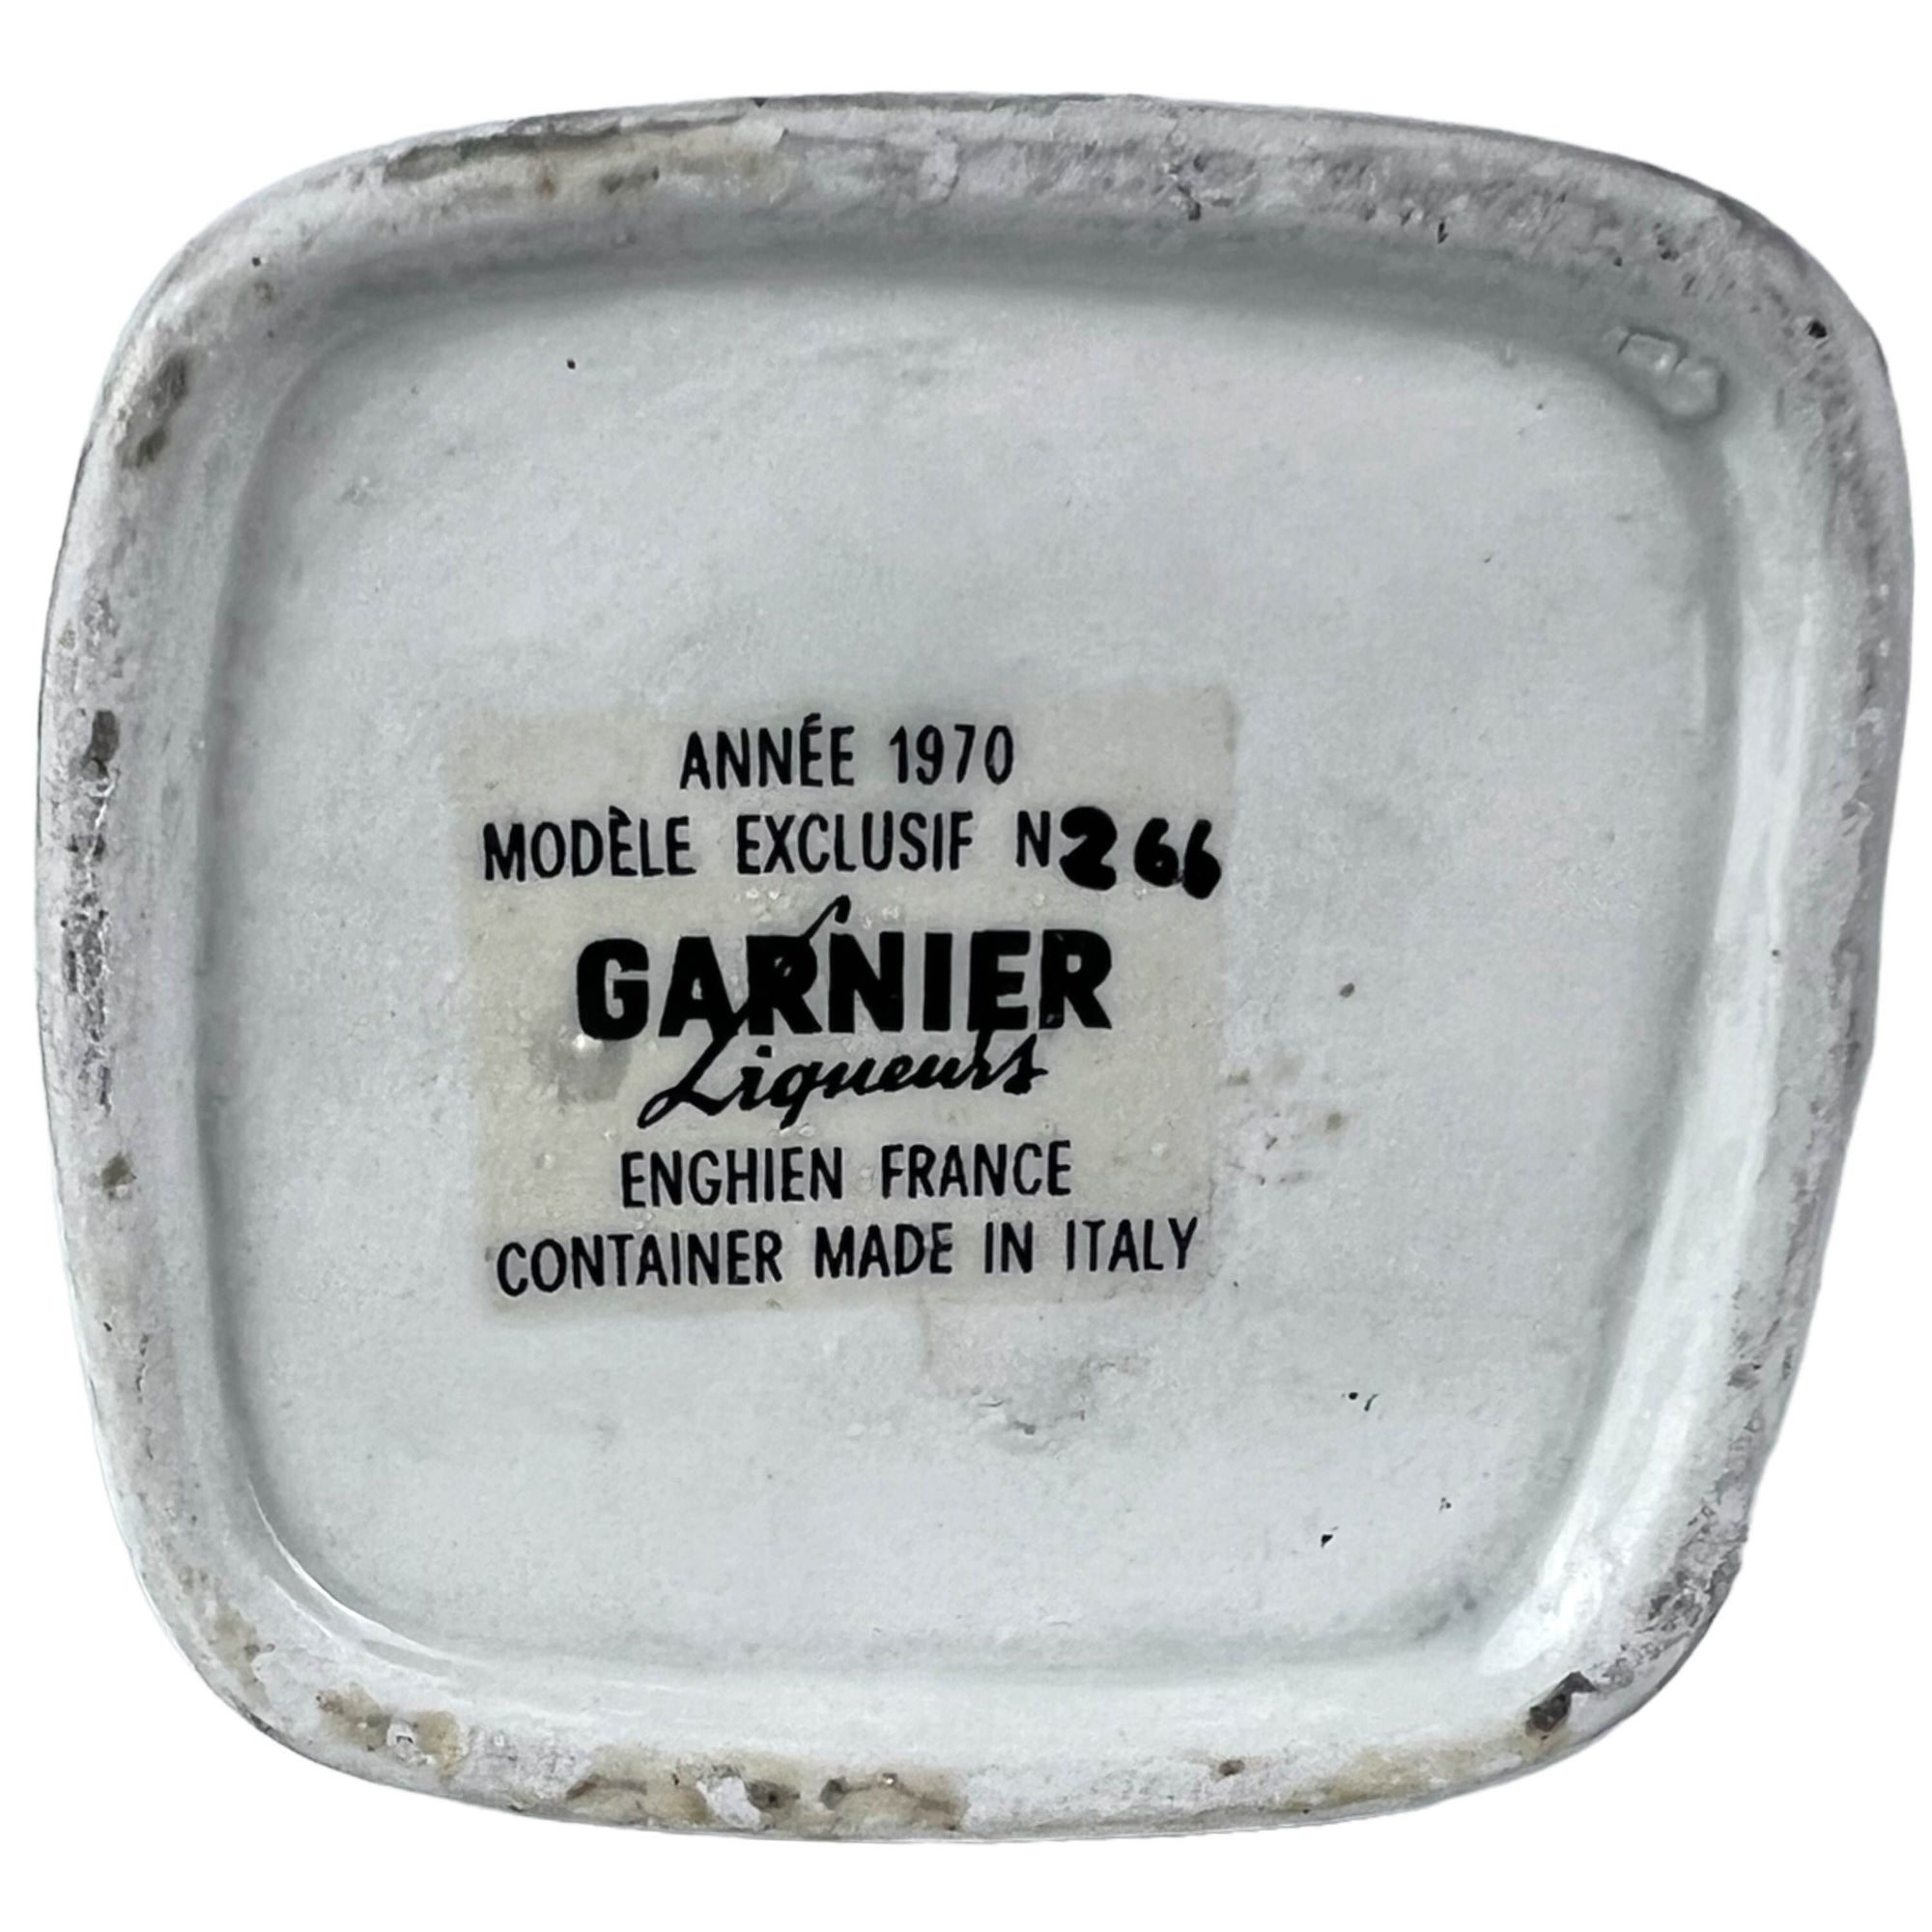 ANNÉE 1970
MODÈLE EXCLUSIF N266
GARNIER
Liqueurs
ENGHIEN FRANCE
CONTAINER MADE IN ITALY